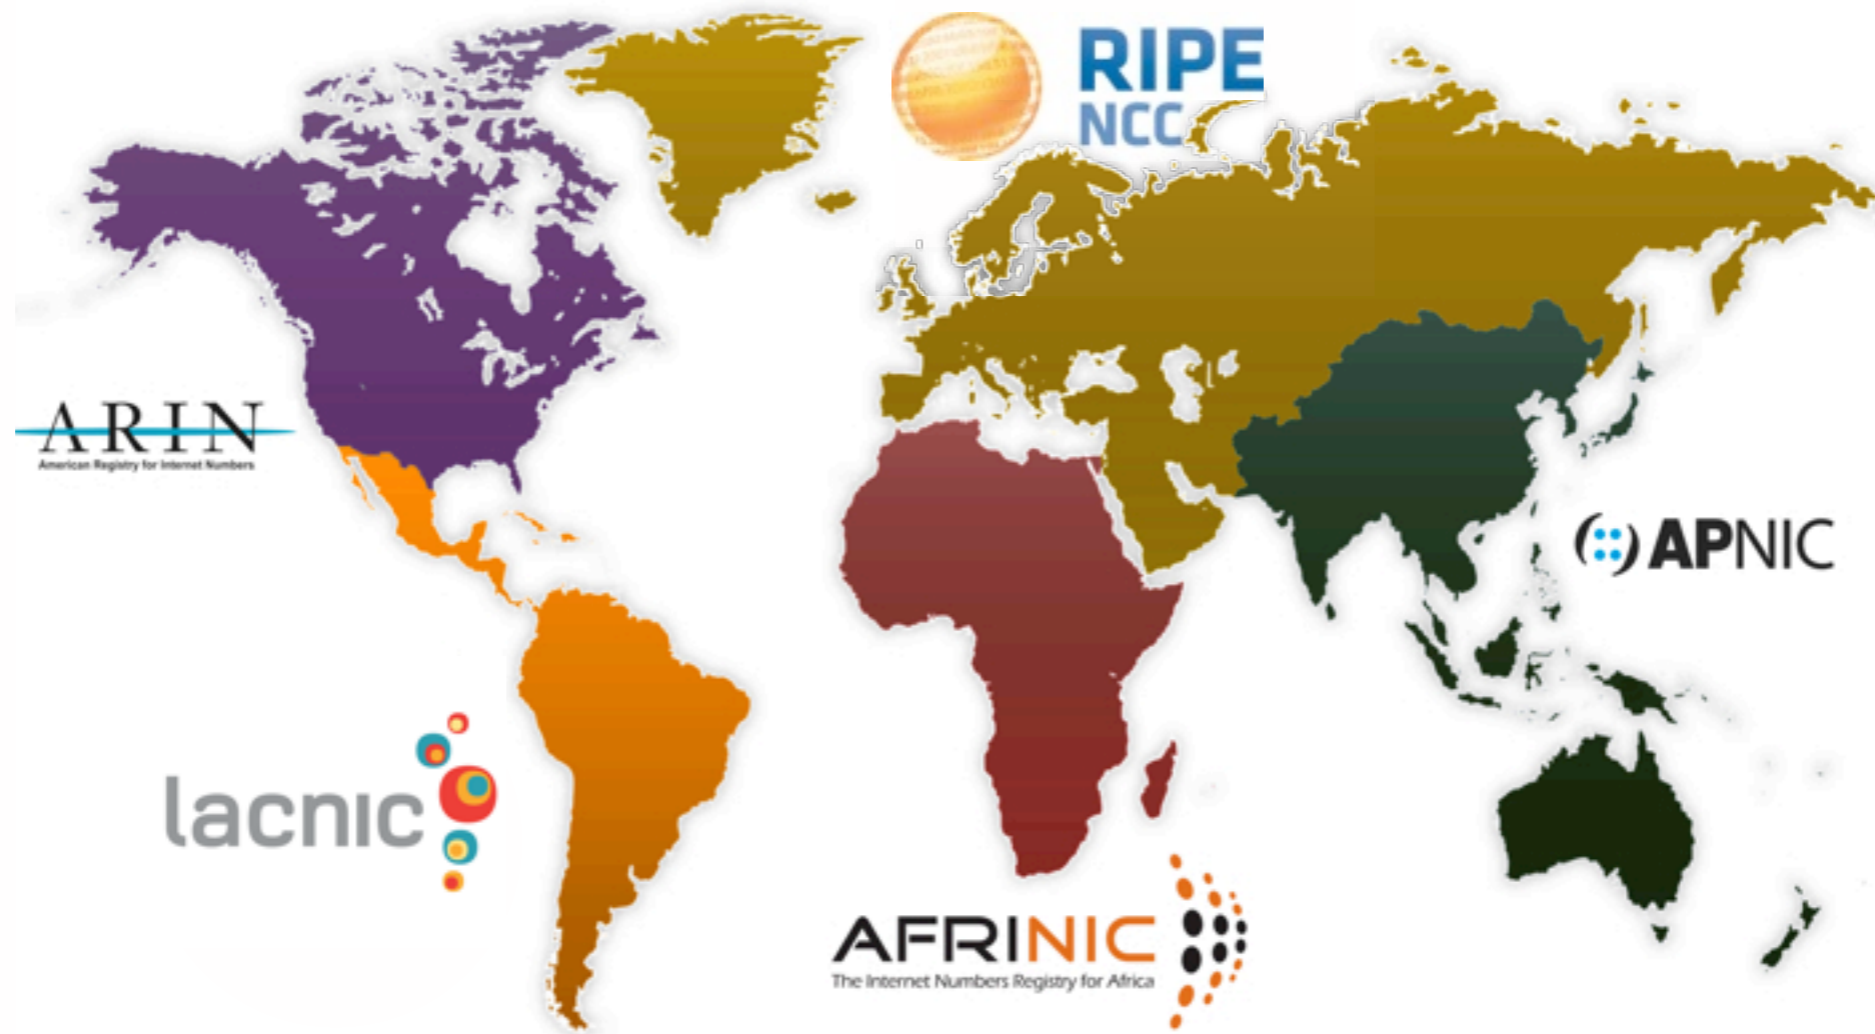 RIPE
NCC
ARIN
American Registry for Internet Numbers
APNIC
lacnic
AFRINIC
The Internet Numbers Registry for Africa